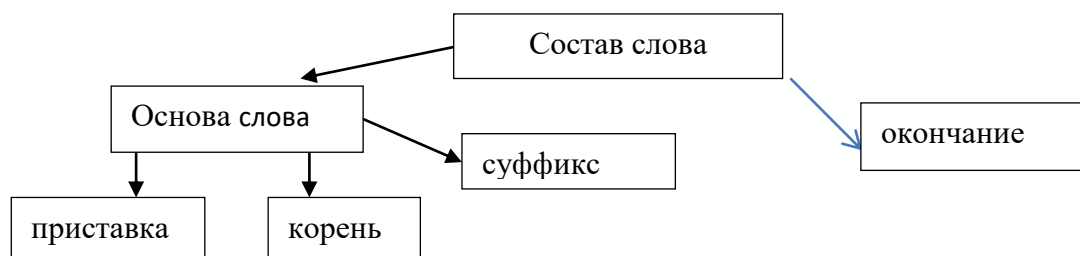 Состав слова
Основа слова
окончание
суффикс
приставка
корень